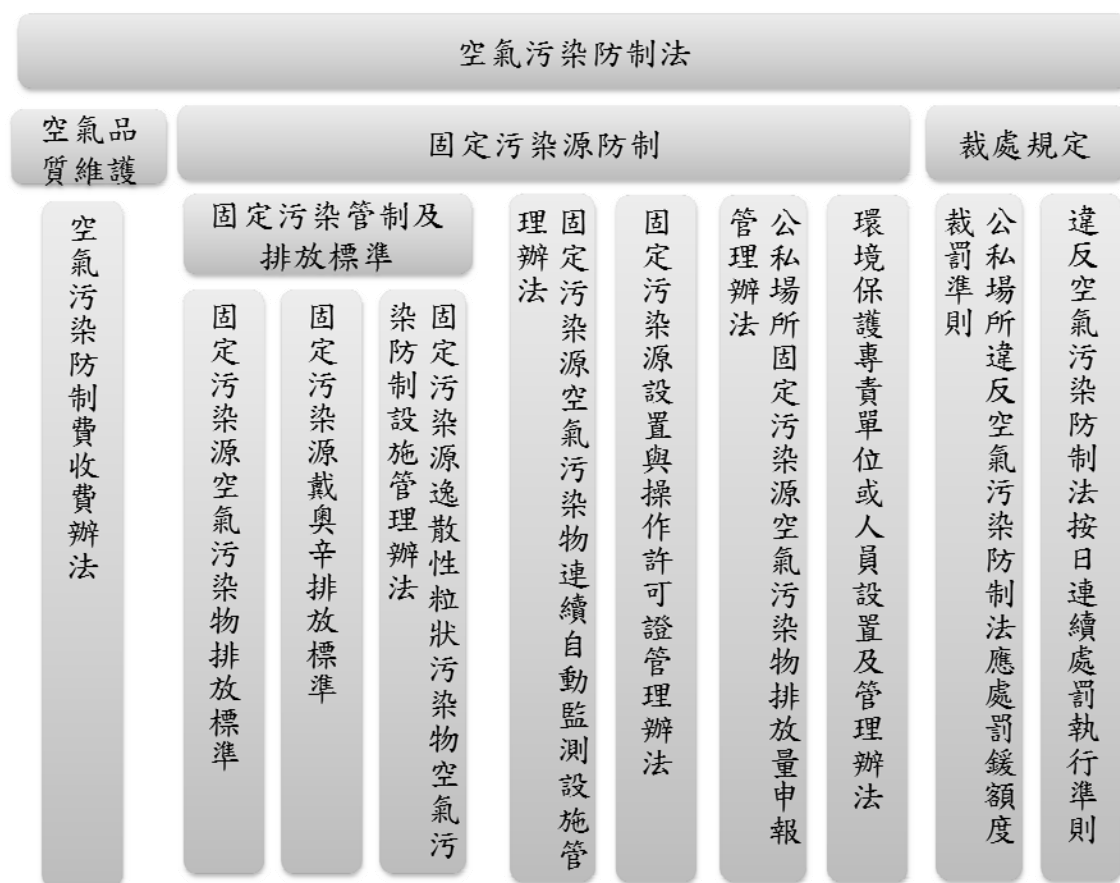 空氣污染防制法
空氣品
質維護
固定污染源防制
裁處規定
空氣污染防制費收費辦法
固定污染管制及
排放標準
固定污染源空氣污染物排放標準
固定污染源戴奧辛排放標準
固定污染源逸散性粒狀污染物空氣污
染防制設施管理辦法
固定污染源空氣污染物連續自動監測設施管
理辦法
固定污染源設置與操作許可證管理辦法
公私場所固定污染源空氣污染物排放量申報
管理辦法
環境保護專責單位或人員設置及管理辦法
公私場所違反空氣污染防制法應處罰鍰額度
裁罰準則
違反空氣污染防制法按日連續處罰執行準則